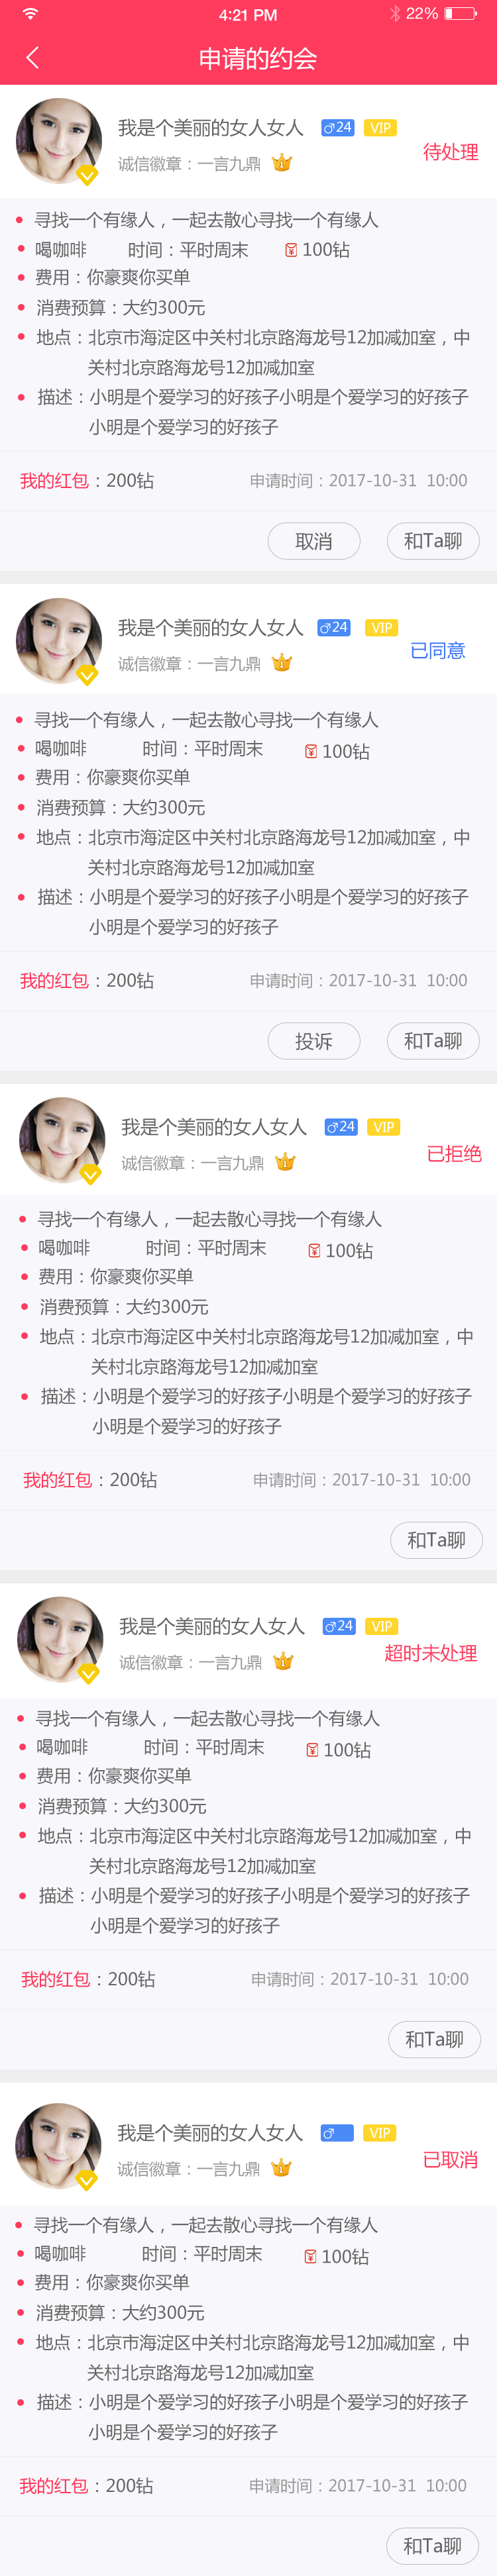 4:21 PM 22%
申请的约会
我是个美丽的女人女人 ♂24 VIP
诚信徽章：一言九鼎
待处理
寻找一个有缘人，一起去散心寻找一个有缘人
喝咖啡 时间：平时周末 100钻
费用：你豪爽你买单
消费预算：大约300元
地点：北京市海淀区中关村北京路海龙号12加减加室，中
关村北京路海龙号12加减加室
描述：小明是个爱学习的好孩子小明是个爱学习的好孩子
小明是个爱学习的好孩子
我的红包：200钻 申请时间：2017-10-31 10:00
取消 和Ta聊
我是个美丽的女人女人 ♂24 VIP
诚信徽章：一言九鼎
已同意
寻找一个有缘人，一起去散心寻找一个有缘人
喝咖啡 时间：平时周末 100钻
费用：你豪爽你买单
消费预算：大约300元
地点：北京市海淀区中关村北京路海龙号12加减加室，中
关村北京路海龙号12加减加室
描述：小明是个爱学习的好孩子小明是个爱学习的好孩子
小明是个爱学习的好孩子
我的红包：200钻 申请时间：2017-10-31 10:00
投诉 和Ta聊
我是个美丽的女人女人 ♂24 VIP
诚信徽章：一言九鼎
已拒绝
寻找一个有缘人，一起去散心寻找一个有缘人
喝咖啡 时间：平时周末 100钻
费用：你豪爽你买单
消费预算：大约300元
地点：北京市海淀区中关村北京路海龙号12加减加室，中
关村北京路海龙号12加减加室
描述：小明是个爱学习的好孩子小明是个爱学习的好孩子
小明是个爱学习的好孩子
我的红包：200钻 申请时间：2017-10-31 10:00
和Ta聊
我是个美丽的女人女人 ♂24 VIP
诚信徽章：一言九鼎
超时未处理
寻找一个有缘人，一起去散心寻找一个有缘人
喝咖啡 时间：平时周末 100钻
费用：你豪爽你买单
消费预算：大约300元
地点：北京市海淀区中关村北京路海龙号12加减加室，中
关村北京路海龙号12加减加室
描述：小明是个爱学习的好孩子小明是个爱学习的好孩子
小明是个爱学习的好孩子
我的红包：200钻 申请时间：2017-10-31 10:00
和Ta聊
我是个美丽的女人女人 ♂ VIP
诚信徽章：一言九鼎
已取消
寻找一个有缘人，一起去散心寻找一个有缘人
喝咖啡 时间：平时周末 100钻
费用：你豪爽你买单
消费预算：大约300元
地点：北京市海淀区中关村北京路海龙号12加减加室，中
关村北京路海龙号12加减加室
描述：小明是个爱学习的好孩子小明是个爱学习的好孩子
小明是个爱学习的好孩子
我的红包：200钻 申请时间：2017-10-31 10:00
和Ta聊